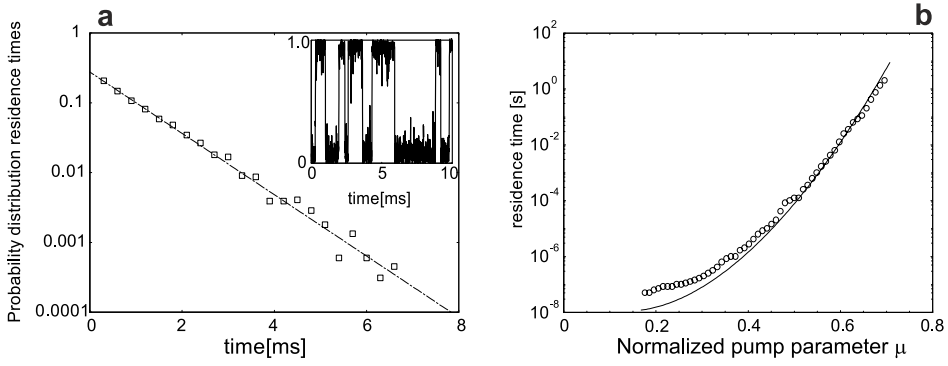 a
Probability distribution residence times
1
0.1
0.01
0.001
0.0001
0 2 4 6 8
time[ms]
1.0
0
0 5 10
time[ms]
b
residence time [s]
10²
10⁰
10⁻²
10⁻⁴
10⁻⁶
10⁻⁸
0 0.2 0.4 0.6 0.8
Normalized pump parameter μ